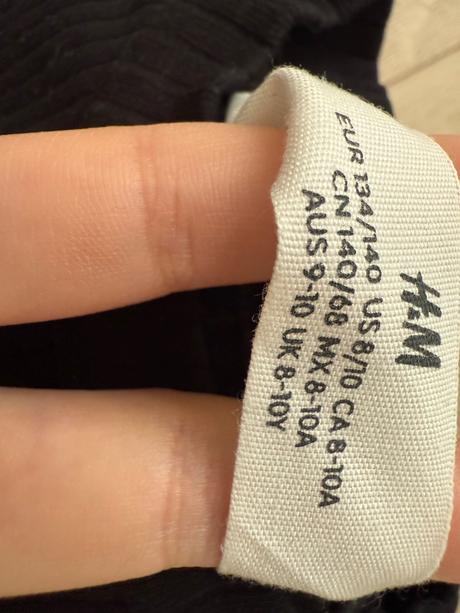 H&M
EUR 134/140 US 8/10 CA 8-10A
CN 140/68 MX 8-10A
AUS 9-10 UK 8-10Y